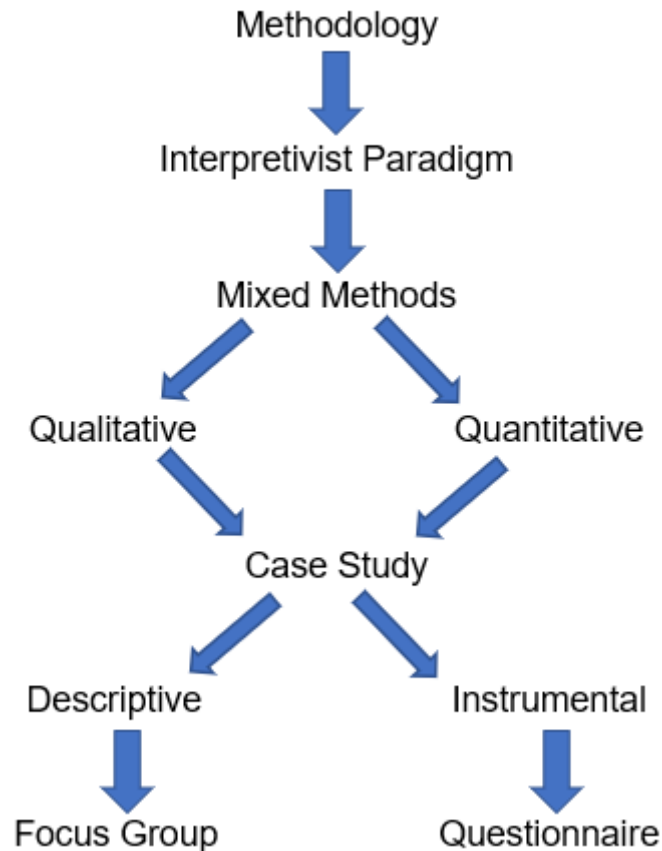 Methodology
Interpretivist Paradigm
Mixed Methods
Qualitative
Quantitative
Case Study
Descriptive
Instrumental
Focus Group
Questionnaire